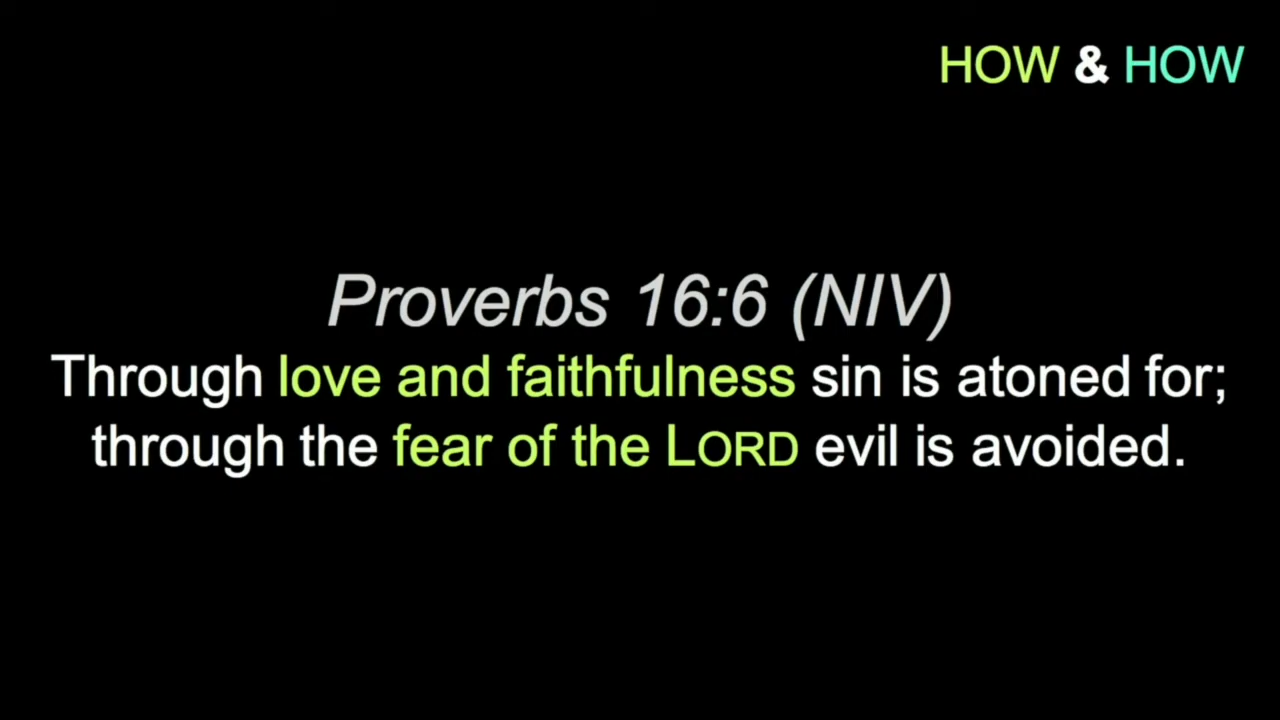 HOW & HOW
Proverbs 16:6 (NIV)
Through love and faithfulness sin is atoned for;
through the fear of the LORD evil is avoided.